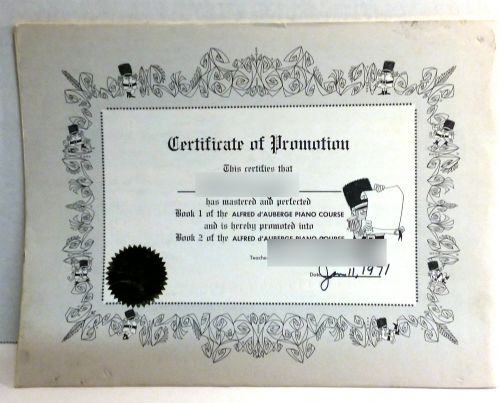 Certificate of Promotion
This certifies that
has mastered and perfected
Book 1 of the ALFRED d'AUBERGE PIANO COURSE
and is hereby promoted into
Book 2 of the ALFRED d'AUBERGE PIANO COURSE
Teacher
Date Jan 11, 1971